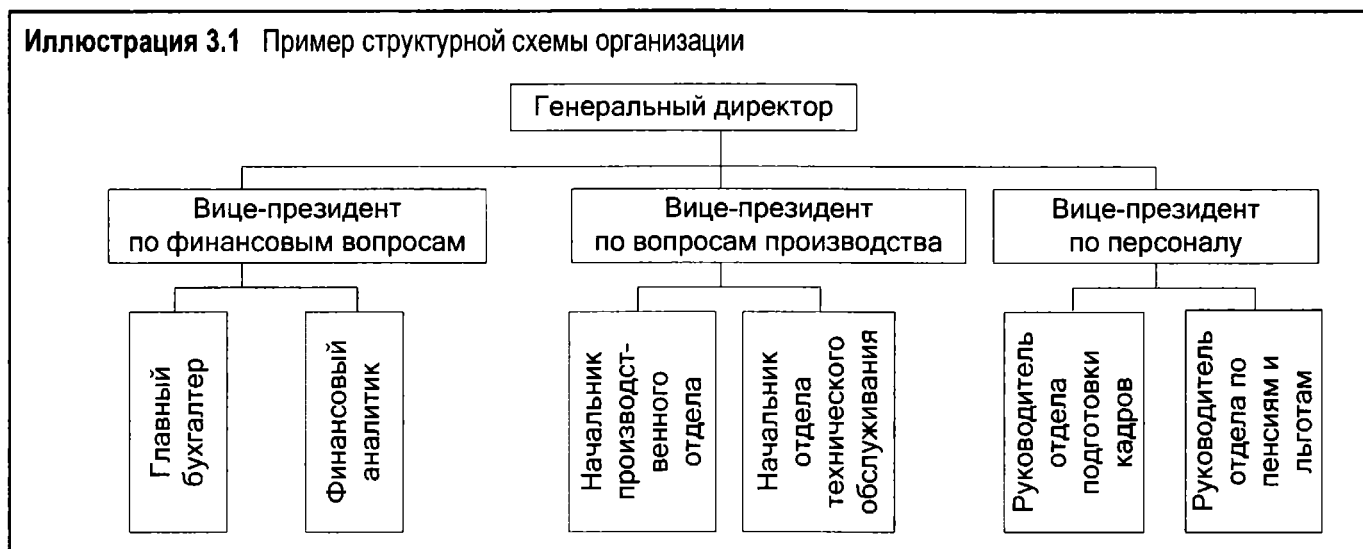 Иллюстрация 3.1 Пример структурной схемы организации
Генеральный директор
Вице-президент
по финансовым вопросам
Вице-президент
по вопросам производства
Вице-президент
по персоналу
Главный
бухгалтер
Финансовый
аналитик
Начальник
производст-
венного
отдела
Начальник
отдела
технического
обслуживания
Руководитель
отдела
подготовки
кадров
Руководитель
отдела по
пенсиям и
льготам